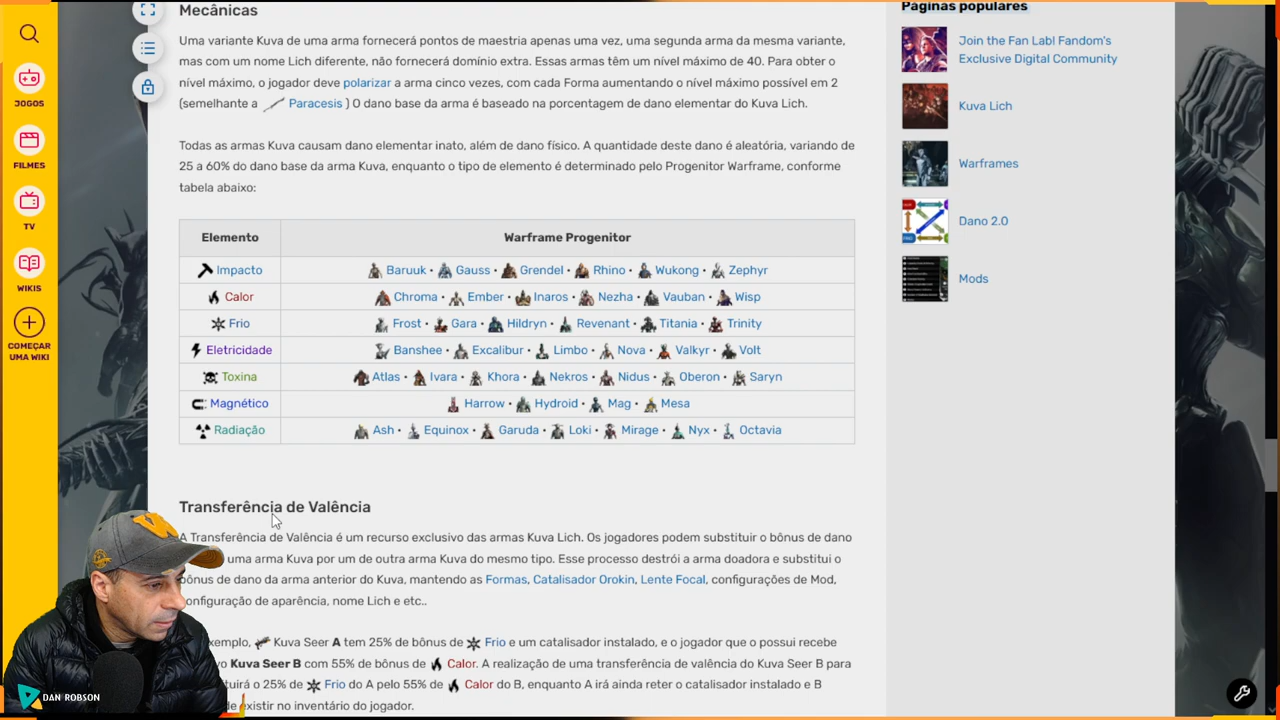 JOGOS
FILMES
TV
WIKIS
COMEÇAR
UMA WIKI
Mecânicas
Uma variante Kuva de uma arma fornecerá pontos de maestria apenas uma vez, uma segunda arma da mesma variante,
mas com um nome Lich diferente, não fornecerá domínio extra. Essas armas têm um nível máximo de 40. Para obter o
nível máximo, o jogador deve polarizar a arma cinco vezes, com cada Forma aumentando o nível máximo possível em 2
(semelhante a Paracesis ) O dano base da arma é baseado na porcentagem de dano elementar do Kuva Lich.
Todas as armas Kuva causam dano elementar inato, além de dano físico. A quantidade deste dano é aleatória, variando de
25 a 60% do dano base da arma Kuva, enquanto o tipo de elemento é determinado pelo Progenitor Warframe, conforme
tabela abaixo:
Elemento Warframe Progenitor
Impacto Baruuk • Gauss • Grendel • Rhino • Wukong • Zephyr
Calor Chroma • Ember • Inaros • Nezha • Vauban • Wisp
Frio Frost • Gara • Hildryn • Revenant • Titania • Trinity
Eletricidade Banshee • Excalibur • Limbo • Nova • Valkyr • Volt
Toxina Atlas • Ivara • Khora • Nekros • Nidus • Oberon • Saryn
Magnético Harrow • Hydroid • Mag • Mesa
Radiação Ash • Equinox • Garuda • Loki • Mirage • Nyx • Octavia
Transferência de Valência
A Transferência de Valência é um recurso exclusivo das armas Kuva Lich. Os jogadores podem substituir o bônus de dano
uma arma Kuva por um de outra arma Kuva do mesmo tipo. Esse processo destrói a arma doadora e substitui o
bônus de dano da arma anterior do Kuva, mantendo as Formas, Catalisador Orokin, Lente Focal, configurações de Mod,
configuração de aparência, nome Lich e etc..
Kuva Seer A tem 25% de bônus de Frio e um catalisador instalado, e o jogador que o possui recebe
Kuva Seer B com 55% de bônus de Calor. A realização de uma transferência de valência do Kuva Seer B para
o 25% de Frio do A pelo 55% de Calor do B, enquanto A irá ainda reter o catalisador instalado e B
de existir no inventário do jogador.
Páginas populares
Join the Fan Lab! Fandom's
Exclusive Digital Community
Kuva Lich
Warframes
Dano 2.0
Mods
DAN ROBSON